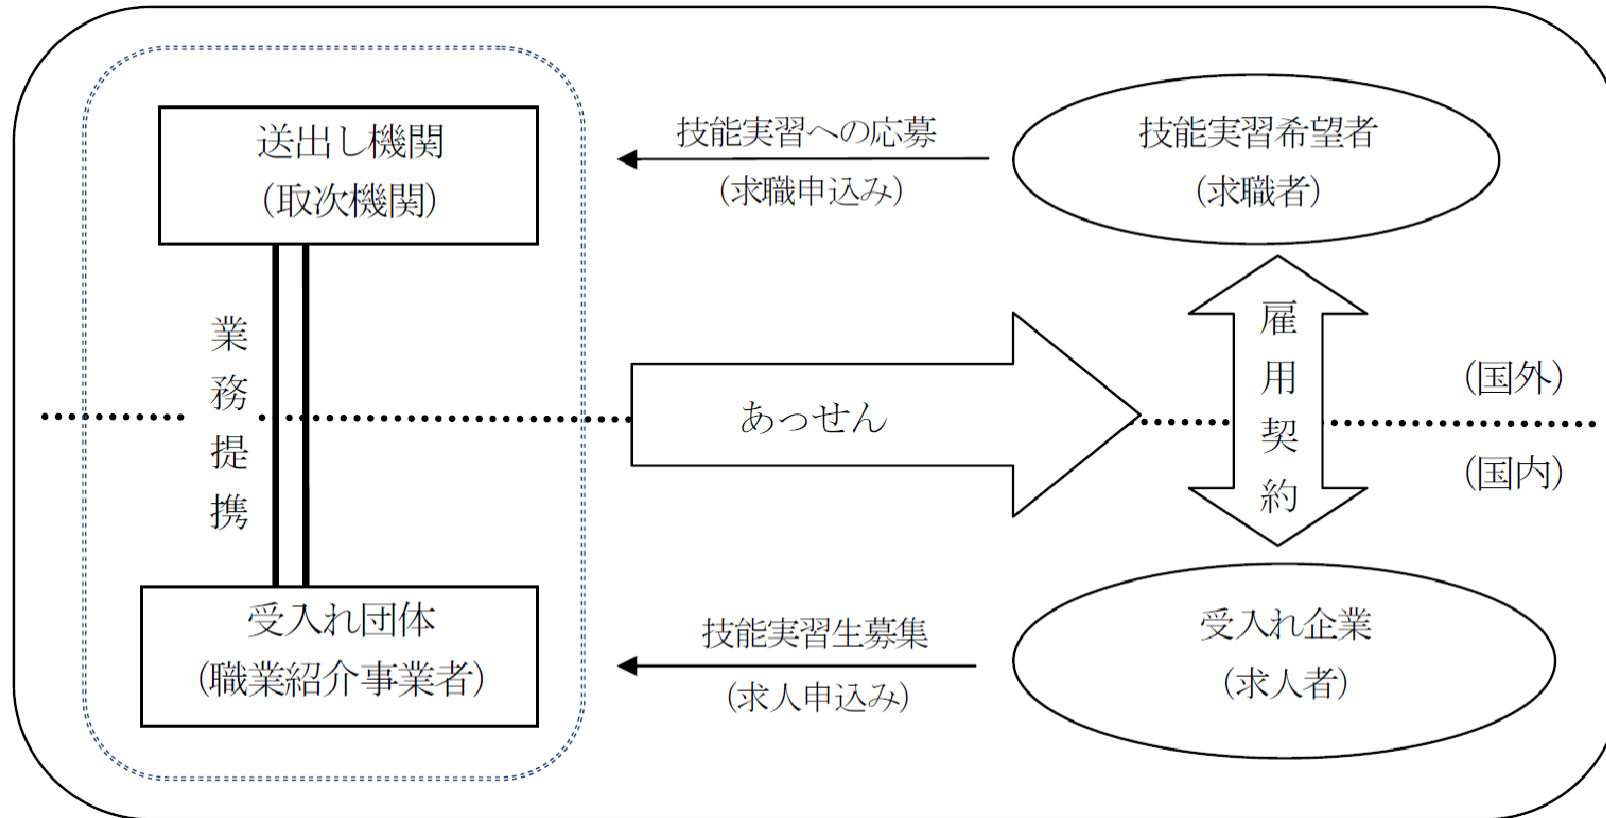 送出し機関
(取次機関)
技能実習への応募
(求職申込み)
技能実習希望者
(求職者)
業務提携
あっせん
雇用契約
(国外)
(国内)
受入れ団体
(職業紹介事業者)
技能実習生募集
(求人申込み)
受入れ企業
(求人者)